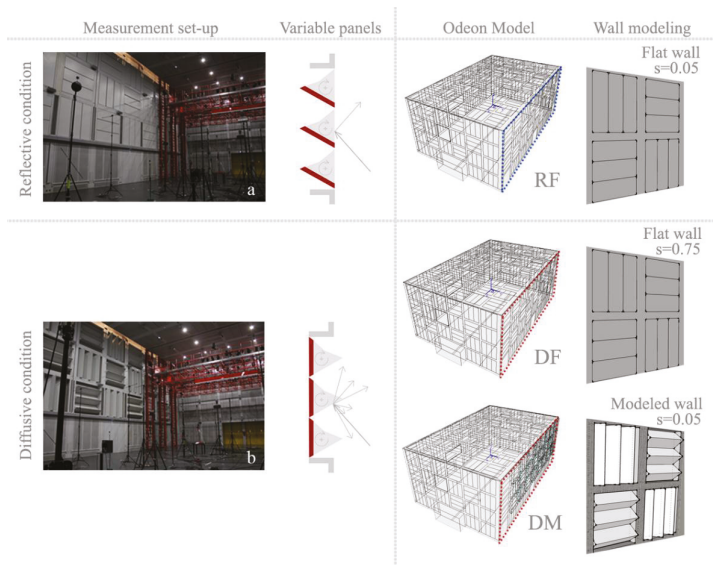 Measurement set-up
Variable panels
Odeon Model
Wall modeling
Reflective condition
a
RF
Flat wall
s=0.05
DF
Flat wall
s=0.75
Diffusive condition
b
DM
Modeled wall
s=0.05